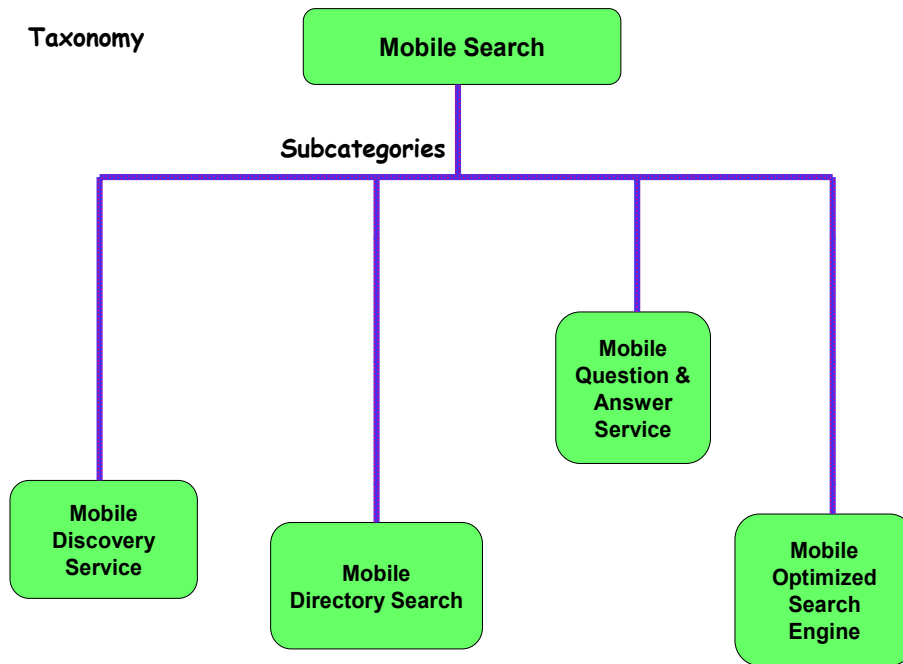 Taxonomy
Mobile Search
Subcategories
Mobile
Question &
Answer
Service
Mobile
Discovery
Service
Mobile
Directory Search
Mobile
Optimized
Search
Engine